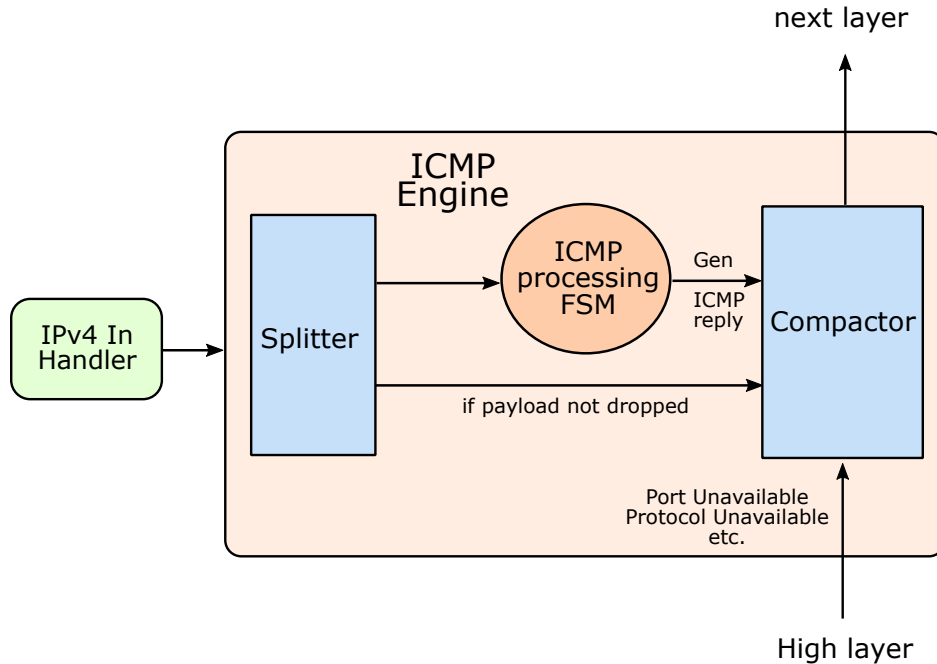 next layer
ICMP
Engine
ICMP
processing
FSM
Gen
ICMP
reply
IPv4 In
Handler
Splitter
Compactor
if payload not dropped
Port Unavailable
Protocol Unavailable
etc.
High layer